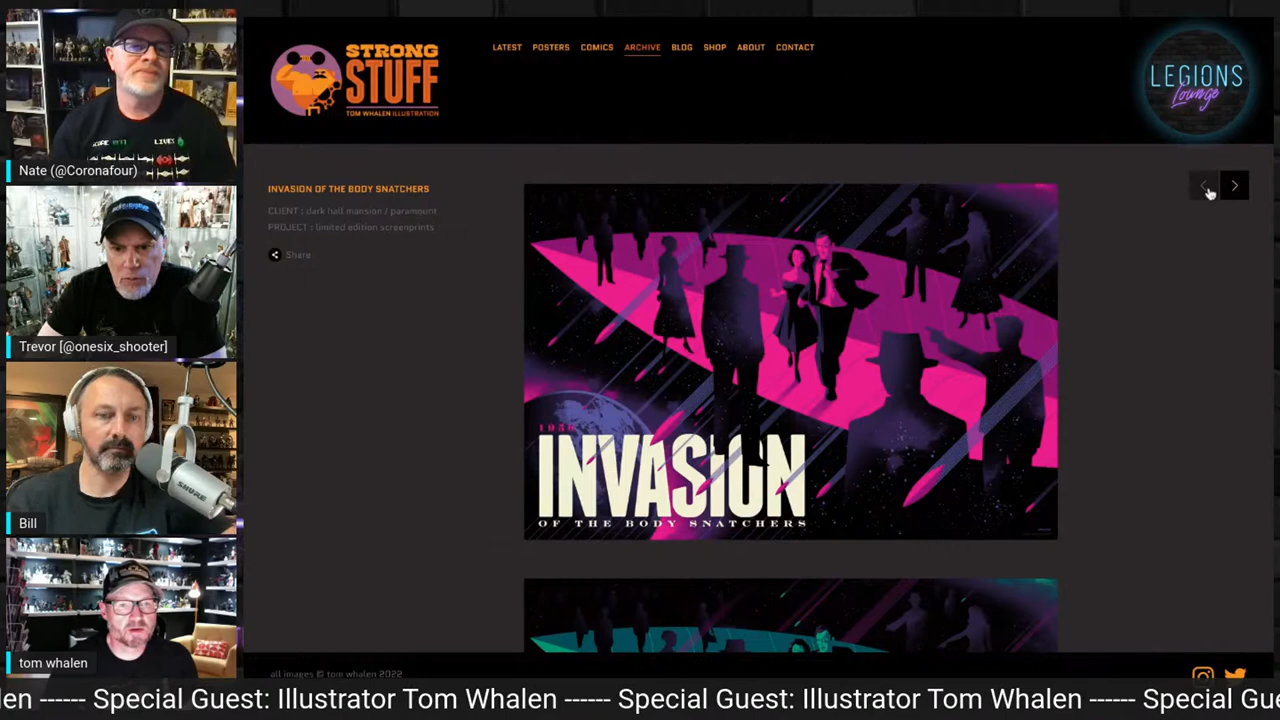 Nate (@Coronafour)
Trevor [@onesix_shooter]
Bill
SHURE
tom whalen
STRONG
STUFF
TOM WHALEN ILLUSTRATION
LATEST POSTERS COMICS ARCHIVE BLOG SHOP ABOUT CONTACT
LEGIONS
Lounge
INVASION OF THE BODY SNATCHERS
CLIENT : dark hall mansion / paramount
PROJECT : limited edition screenprints
Share
1956
INVASION
OF THE BODY SNATCHERS
all images © tom whalen 2022
len ------ Special Guest: Illustrator Tom Whalen ------ Special Guest: Illustrator Tom Whalen ------ Special Gue